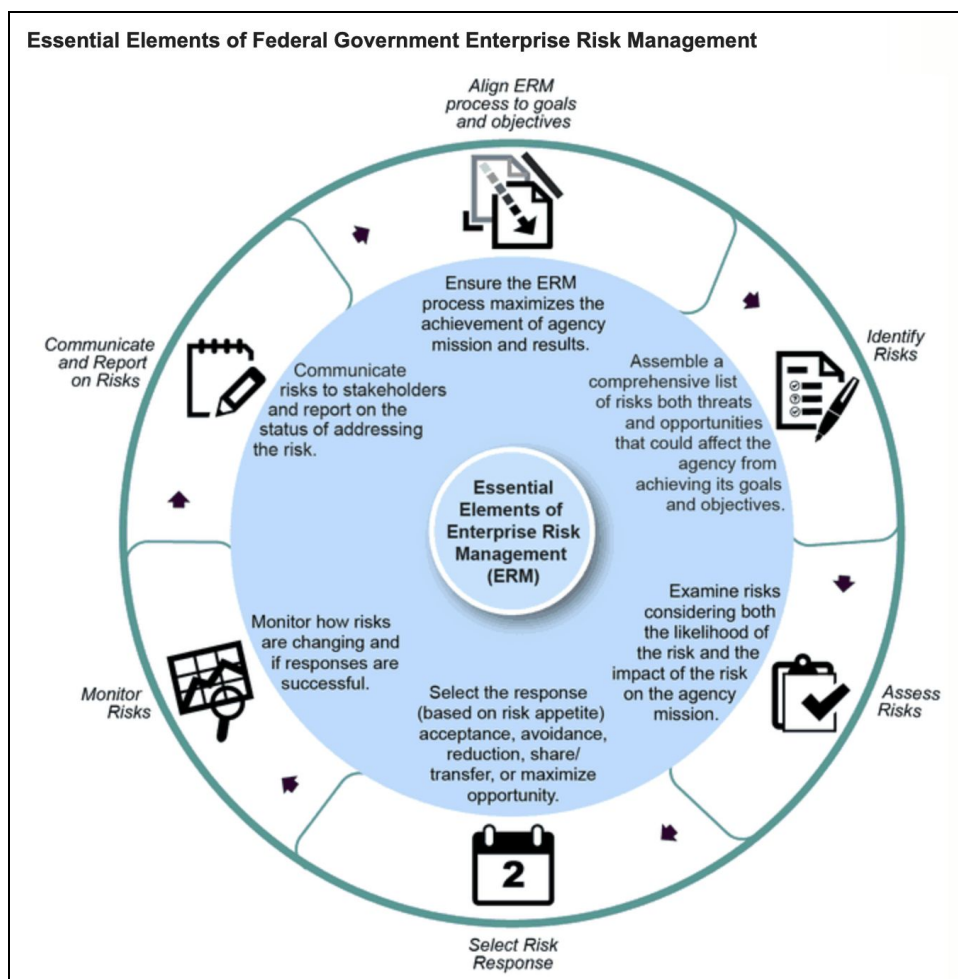 Essential Elements of Federal Government Enterprise Risk Management
Align ERM
process to goals
and objectives
Ensure the ERM
process maximizes the
achievement of agency
mission and results.
Identify
Risks
Assemble a
comprehensive list
of risks both threats
and opportunities
that could affect the
agency from
achieving its goals
and objectives.
Assess
Risks
Examine risks
considering both
the likelihood of
the risk and the
impact of the risk
on the agency
mission.
Select the response
(based on risk appetite)
acceptance, avoidance,
reduction, share/
transfer, or maximize
opportunity.
2
Select Risk
Response
Monitor
Risks
Monitor how risks
are changing and
if responses are
successful.
Communicate
and Report
on Risks
Communicate
risks to stakeholders
and report on the
status of addressing
the risk.
Essential
Elements of
Enterprise Risk
Management
(ERM)